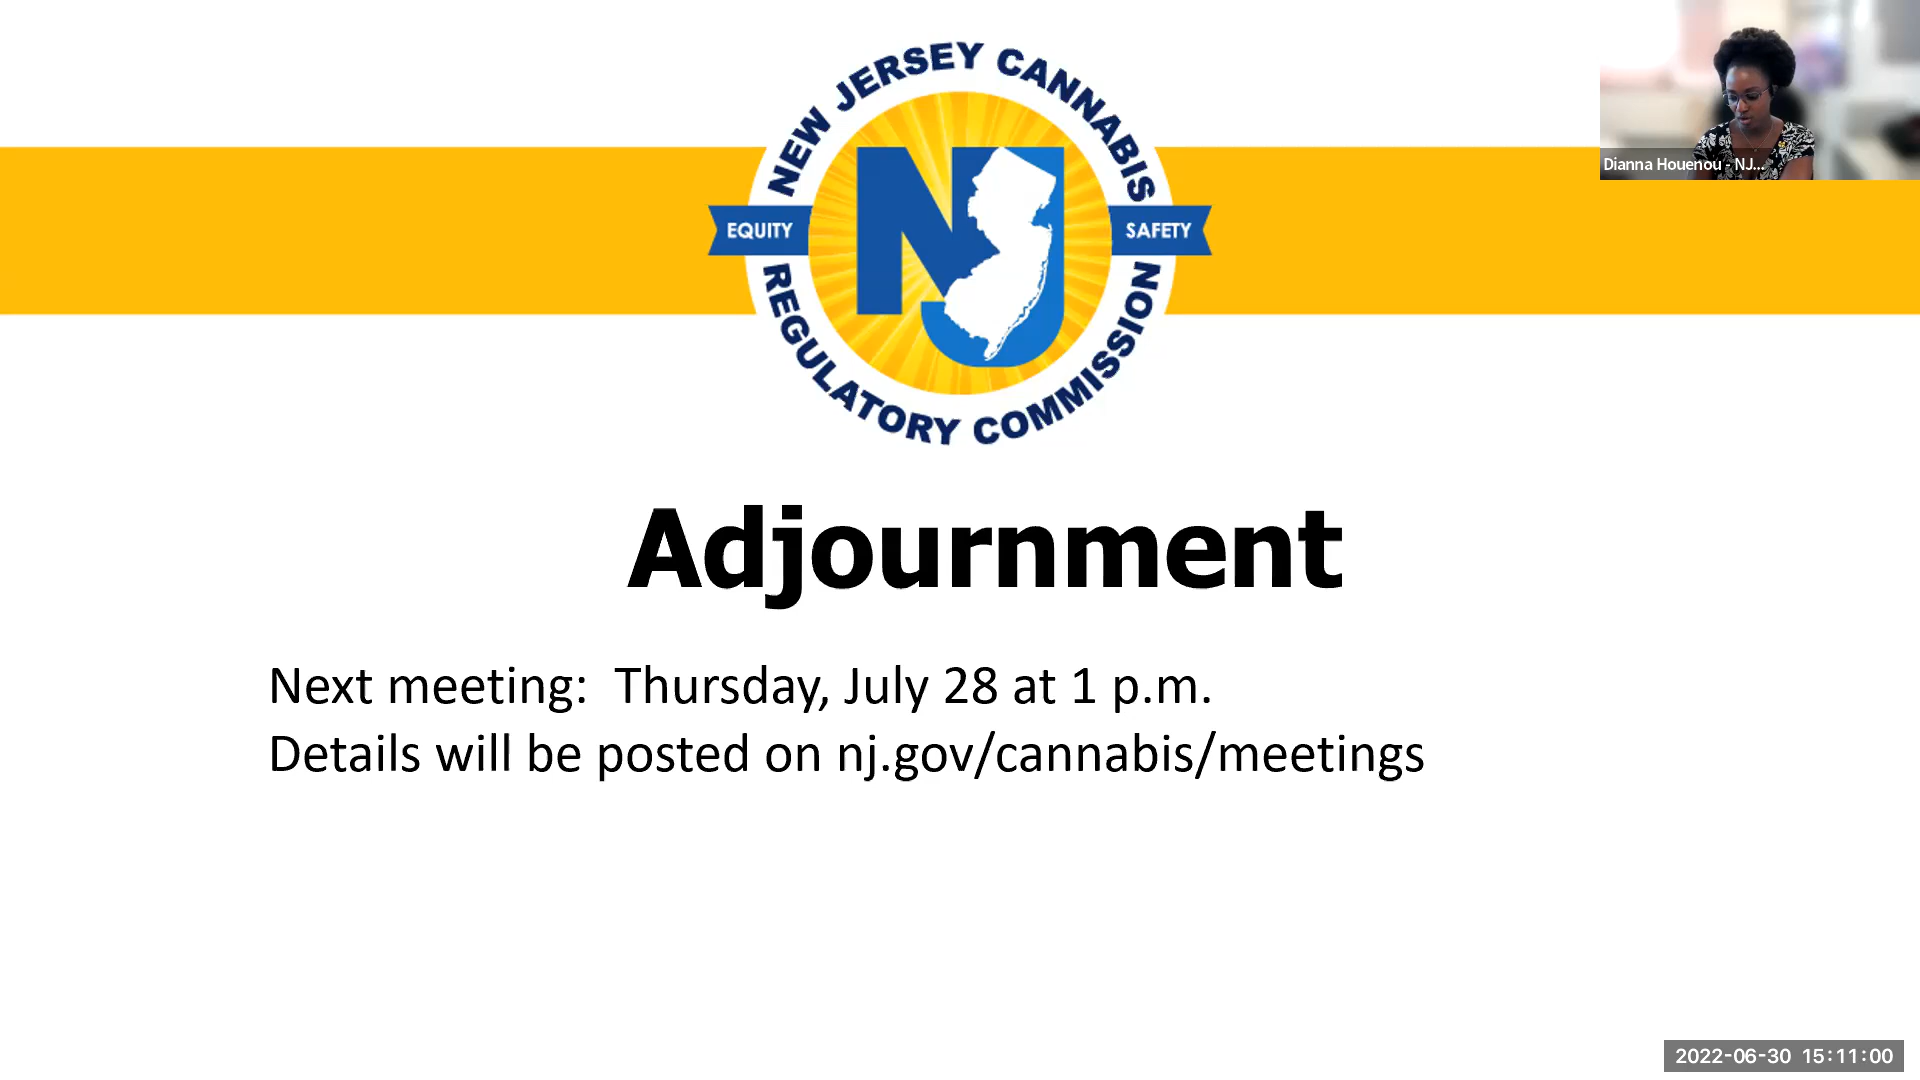 NEW JERSEY CANNABIS
EQUITY
NJ
SAFETY
REGULATORY COMMISSION
Dianna Houenou - NJ...
Adjournment
Next meeting:  Thursday, July 28 at 1 p.m.
Details will be posted on nj.gov/cannabis/meetings
2022-06-30 15:11:00